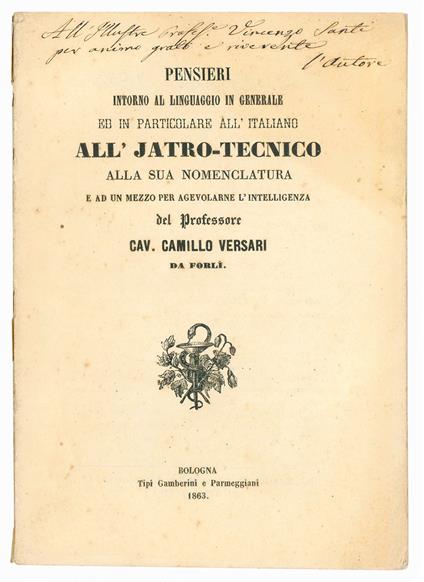 All' Illustre Profess.e Vincenzo Santi
per animo grato e riverente
l'autore
PENSIERI
INTORNO AL LINGUAGGIO IN GENERALE
ED IN PARTICOLARE ALL' ITALIANO
ALL' JATRO-TECNICO
ALLA SUA NOMENCLATURA
E AD UN MEZZO PER AGEVOLARNE L'INTELLIGENZA
del Professore
CAV. CAMILLO VERSARI
DA FORLÌ.
BOLOGNA
Tipi Gamberini e Parmeggiani
1863.